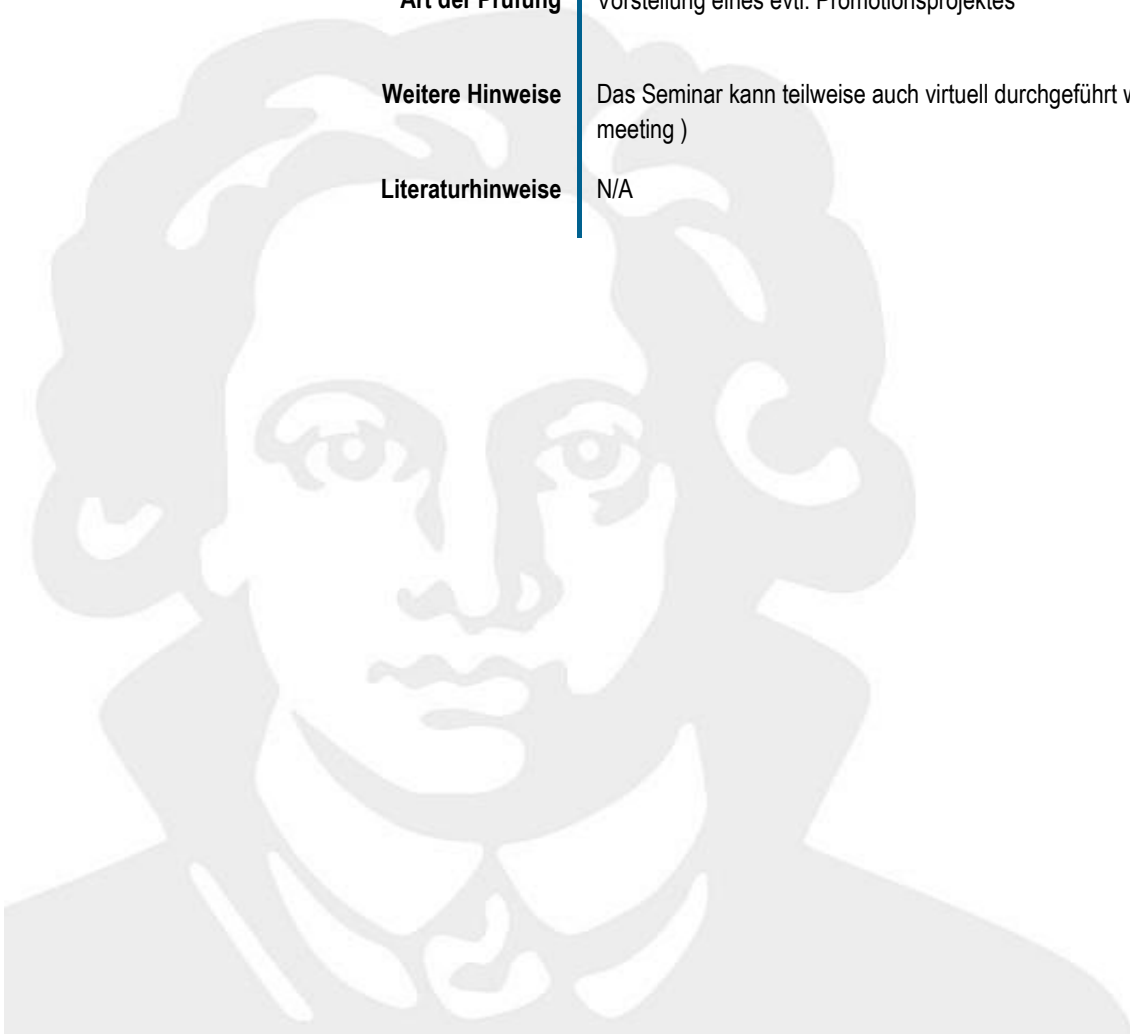 Art der Prüfung Vorstellung eines evtl. Promotionsprojektes
Weitere Hinweise Das Seminar kann teilweise auch virtuell durchgeführt
meeting )
Literaturhinweise N/A